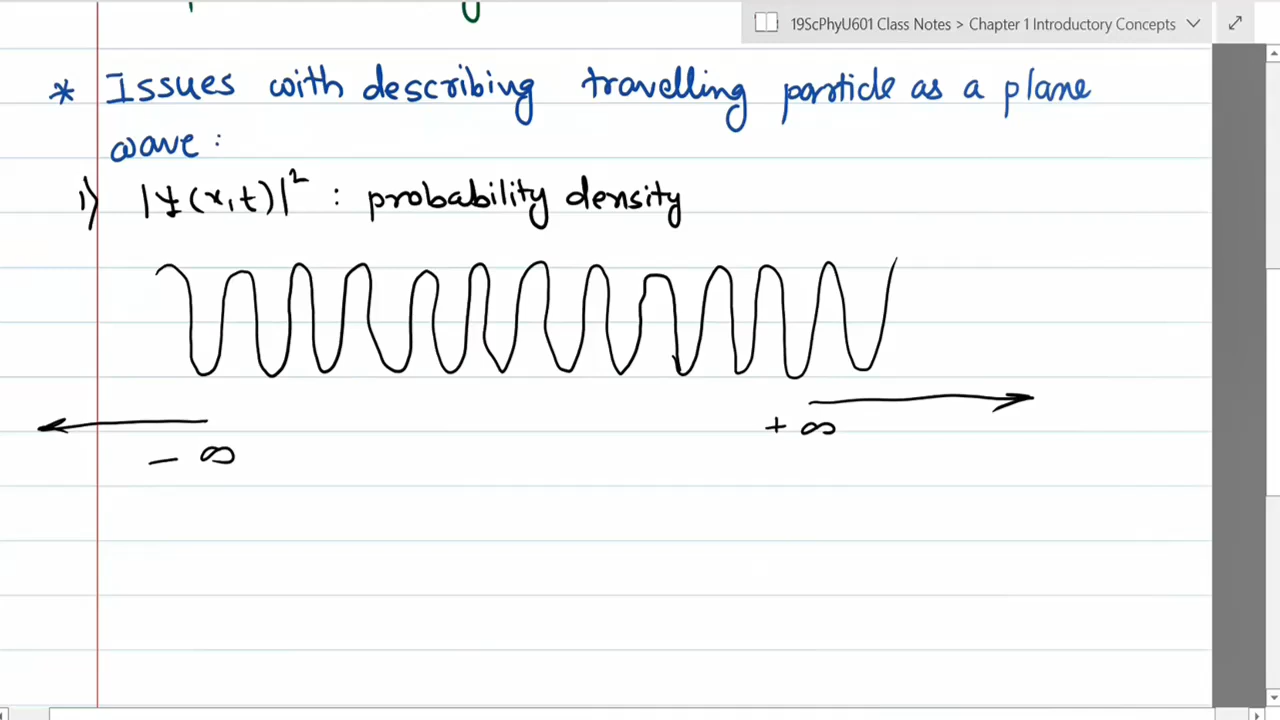 19ScPhyU601 Class Notes > Chapter 1 Introductory Concepts
* Issues with describing travelling particle as a plane
wave :
1) |Ψ(x,t)|² : probability density
- ∞
+ ∞